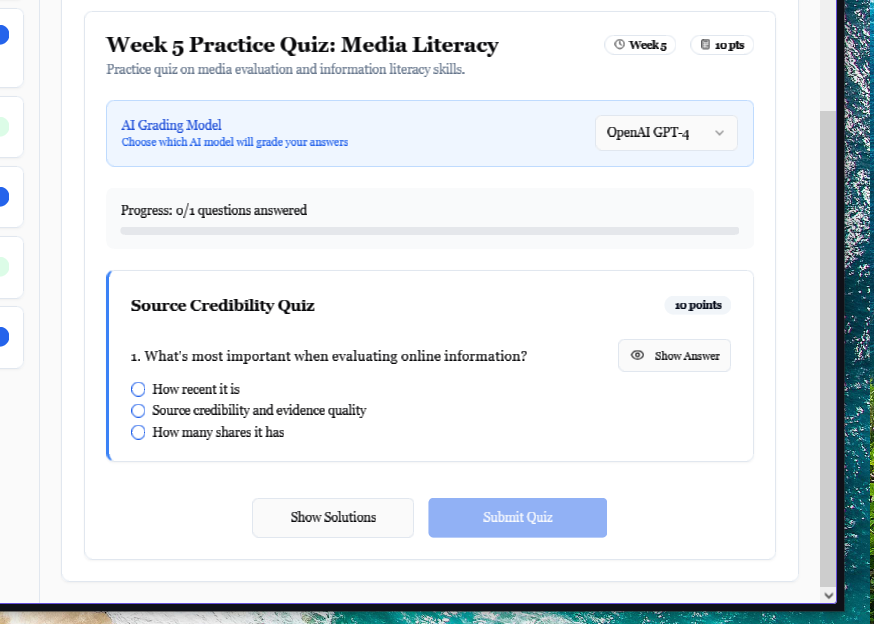 Week 5 Practice Quiz: Media Literacy
Week 5
10 pts
Practice quiz on media evaluation and information literacy skills.
AI Grading Model
Choose which AI model will grade your answers
OpenAI GPT-4
Progress: 0/1 questions answered
Source Credibility Quiz
10 points
1. What's most important when evaluating online information?
Show Answer
How recent it is
Source credibility and evidence quality
How many shares it has
Show Solutions
Submit Quiz